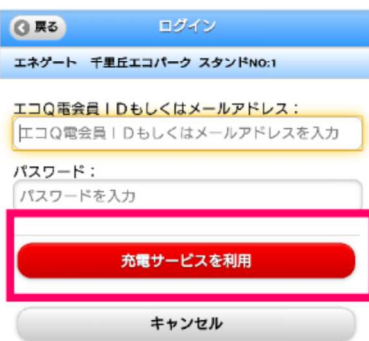 戻る
ログイン
エネゲート 千里丘エコパーク スタンドNO:1
エコQ電会員IDもしくはメールアドレス：
エコQ電会員IDもしくはメールアドレスを入力
パスワード：
パスワードを入力
充電サービスを利用
キャンセル